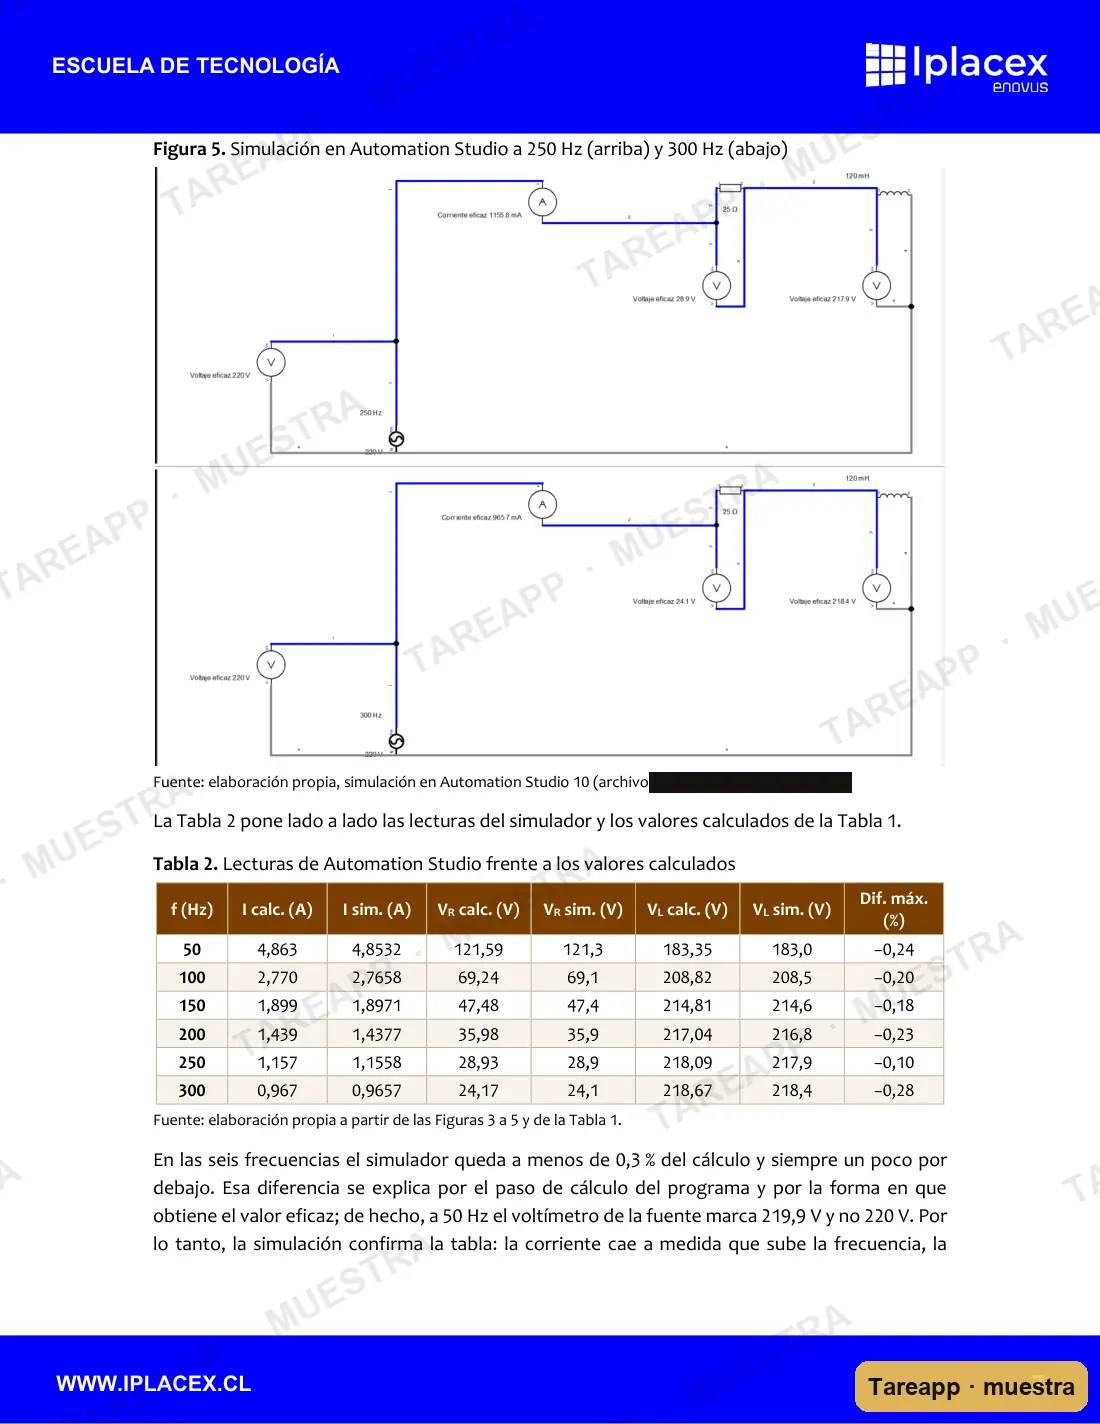 ESCUELA DE TECNOLOGÍA
Iplacex
enovus
Figura 5. Simulación en Automation Studio a 250 Hz (arriba) y 300 Hz (abajo)
120 mH
A
Corriente eficaz 1155.8 mA
25 Ω
V
V
Voltaje eficaz 28.9 V
Voltaje eficaz 217.9 V
V
Voltaje eficaz 220 V
250 Hz
220 V
120 mH
A
Corriente eficaz 965.7 mA
25 Ω
V
V
Voltaje eficaz 24.1 V
Voltaje eficaz 218.4 V
V
Voltaje eficaz 220 V
300 Hz
220 V
Fuente: elaboración propia, simulación en Automation Studio 10 (archivo
La Tabla 2 pone lado a lado las lecturas del simulador y los valores calculados de la Tabla 1.
Tabla 2. Lecturas de Automation Studio frente a los valores calculados
f (Hz) I calc. (A) I sim. (A) VR calc. (V) VR sim. (V) VL calc. (V) VL sim. (V) Dif. máx. (%)
50 4,863 4,8532 121,59 121,3 183,35 183,0 –0,24
100 2,770 2,7658 69,24 69,1 208,82 208,5 –0,20
150 1,899 1,8971 47,48 47,4 214,81 214,6 –0,18
200 1,439 1,4377 35,98 35,9 217,04 216,8 –0,23
250 1,157 1,1558 28,93 28,9 218,09 217,9 –0,10
300 0,967 0,9657 24,17 24,1 218,67 218,4 –0,28
Fuente: elaboración propia a partir de las Figuras 3 a 5 y de la Tabla 1.
En las seis frecuencias el simulador queda a menos de 0,3 % del cálculo y siempre un poco por
debajo. Esa diferencia se explica por el paso de cálculo del programa y por la forma en que
obtiene el valor eficaz; de hecho, a 50 Hz el voltímetro de la fuente marca 219,9 V y no 220 V. Por
lo tanto, la simulación confirma la tabla: la corriente cae a medida que sube la frecuencia, la
WWW.IPLACEX.CL
Tareapp · muestra
TAREAPP · MUESTRA